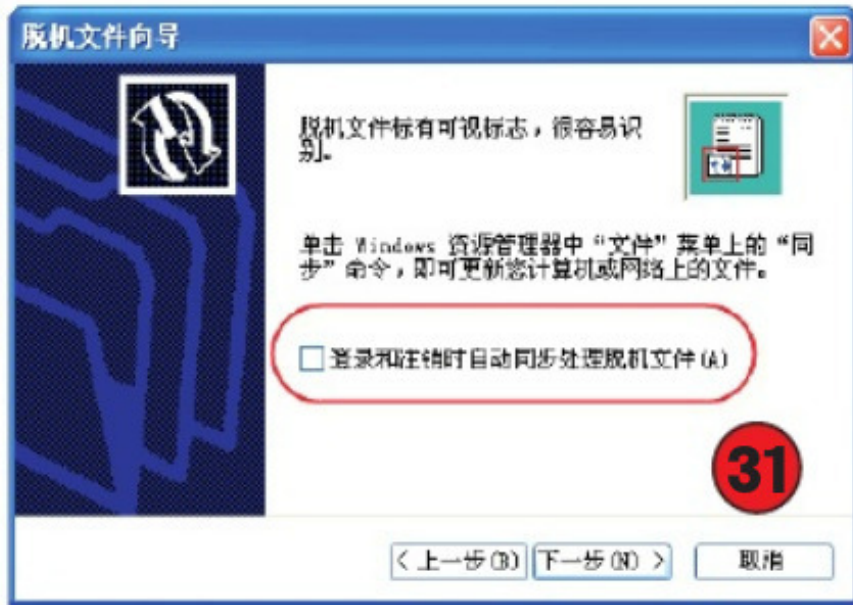 脱机文件向导
脱机文件标有可视标志，很容易识
别。
单击 Windows 资源管理器中“文件”菜单上的“同
步”命令，即可更新您计算机或网络上的文件。
登录和注销时自动同步处理脱机文件(A)
31
< 上一步(B)
下一步(N) >
取消